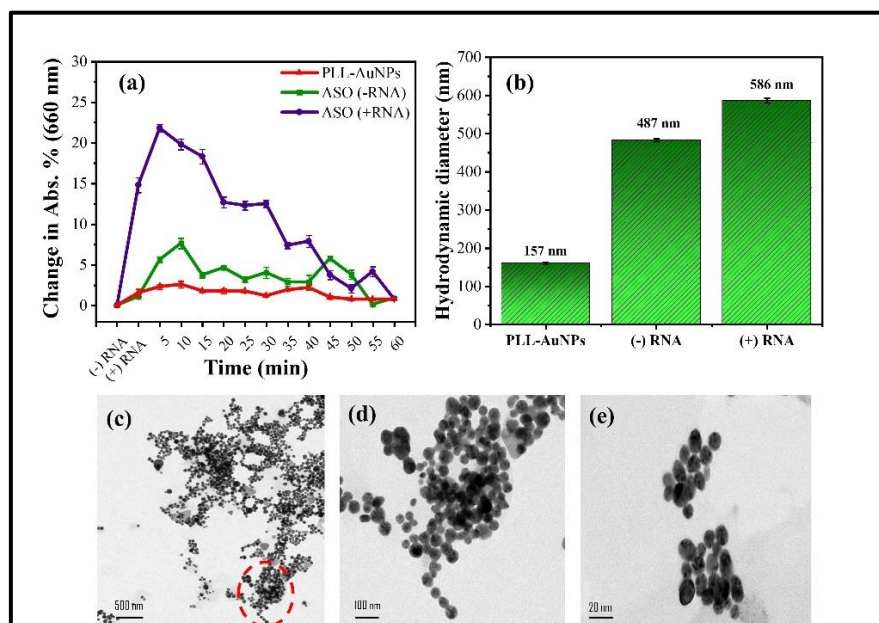 (a)
PLL-AuNPs
ASO (-RNA)
ASO (+RNA)
Change in Abs. % (660 nm)
30
25
20
15
10
5
0
(-) RNA
(+) RNA
5
10
15
20
25
30
35
40
45
50
55
60
Time (min)
(b)
Hydrodynamic diameter (nm)
700
600
500
400
300
200
100
0
157 nm
487 nm
586 nm
PLL-AuNPs
(-) RNA
(+) RNA
(c)
500 nm
(d)
100 nm
(e)
20 nm